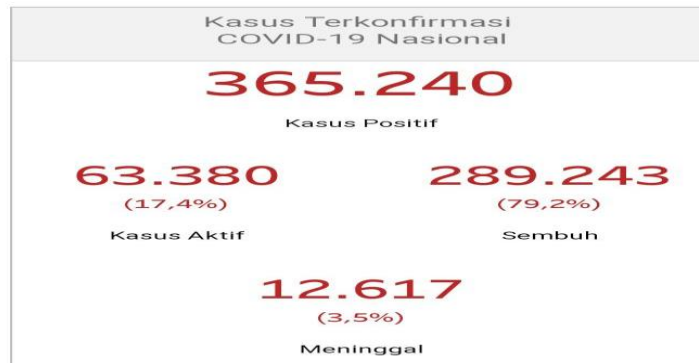 Kasus Terkonfirmasi
COVID-19 Nasional
365.240
Kasus Positif
63.380
(17,4%)
Kasus Aktif
289.243
(79,2%)
Sembuh
12.617
(3,5%)
Meninggal